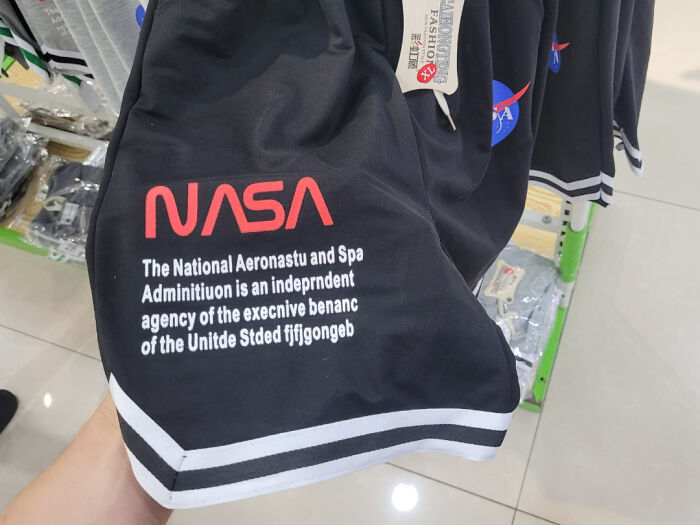 NASA
The National Aeronastu and Spa
Adminitiuon is an indeprndent
agency of the execnive benanc
of the Unitde Stded fjfjgongeb
FASHION
TX